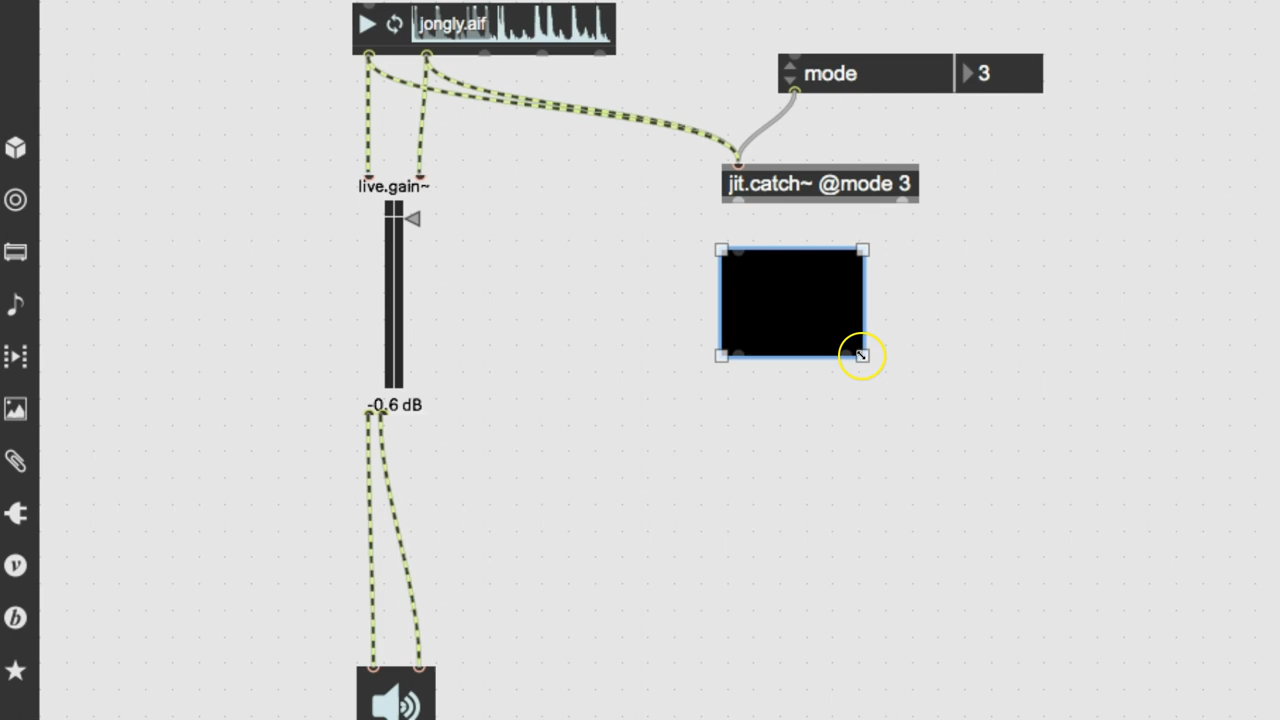 jongly.aif
mode 3
jit.catch~ @mode 3
live.gain~
-0.6 dB